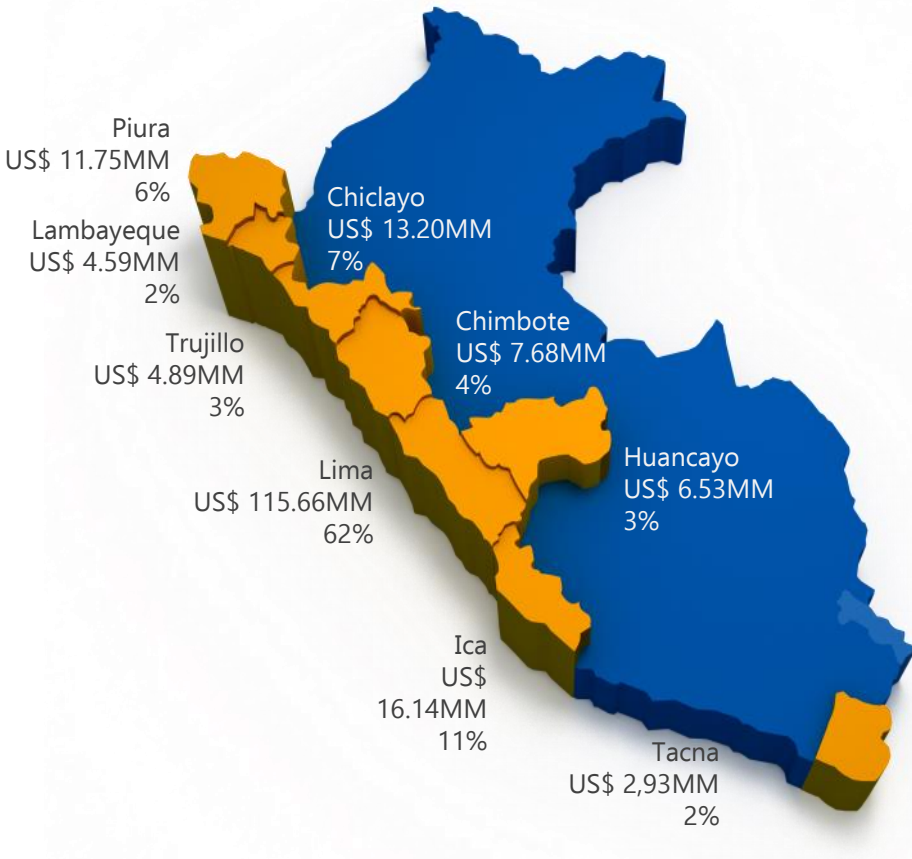 Piura
US$ 11.75MM
6%
Lambayeque
US$ 4.59MM
2%
Chiclayo
US$ 13.20MM
7%
Trujillo
US$ 4.89MM
3%
Chimbote
US$ 7.68MM
4%
Lima
US$ 115.66MM
62%
Huancayo
US$ 6.53MM
3%
Ica
US$
16.14MM
11%
Tacna
US$ 2,93MM
2%